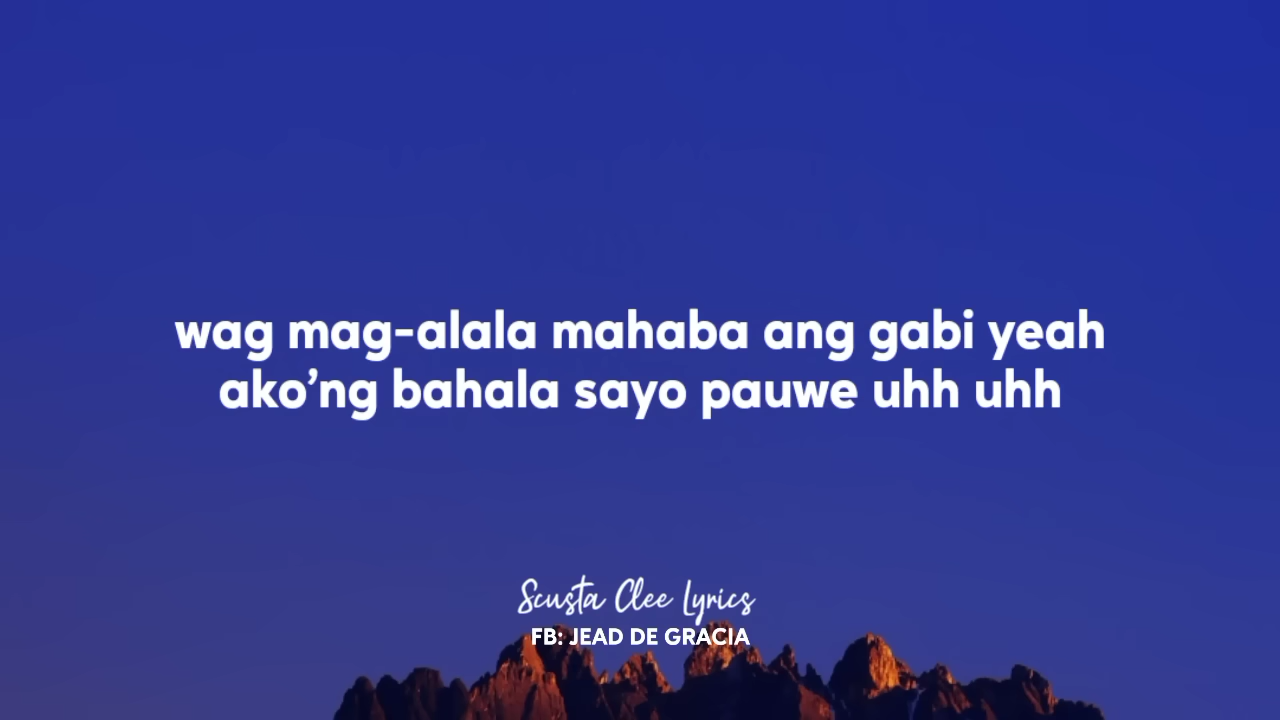 wag mag-alala mahaba ang gabi yeah
ako’ng bahala sayo pauwe uhh uhh
Scusta Clee Lyrics
FB: JEAD DE GRACIA